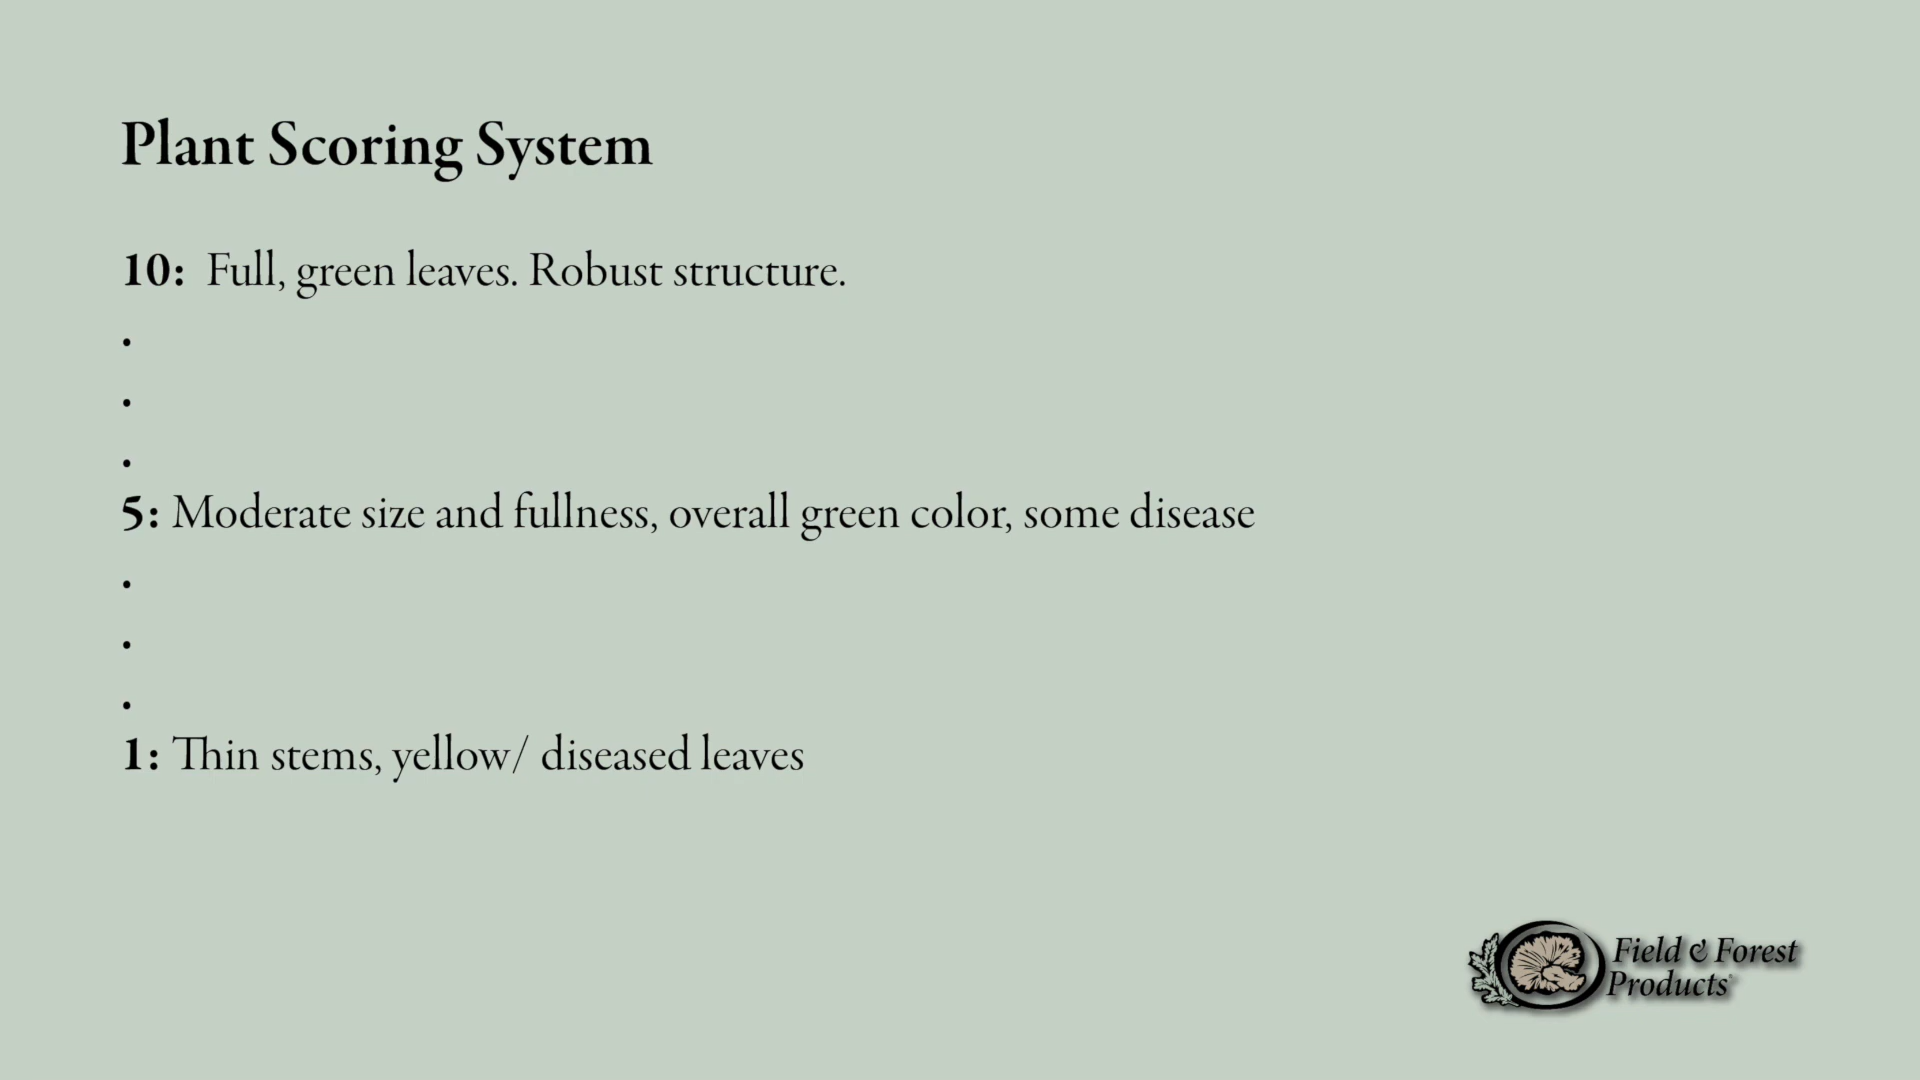 Plant Scoring System
10: Full, green leaves. Robust structure.
.
.
.
5: Moderate size and fullness, overall green color, some disease
.
.
.
1: Thin stems, yellow/ diseased leaves
Field & Forest
Products